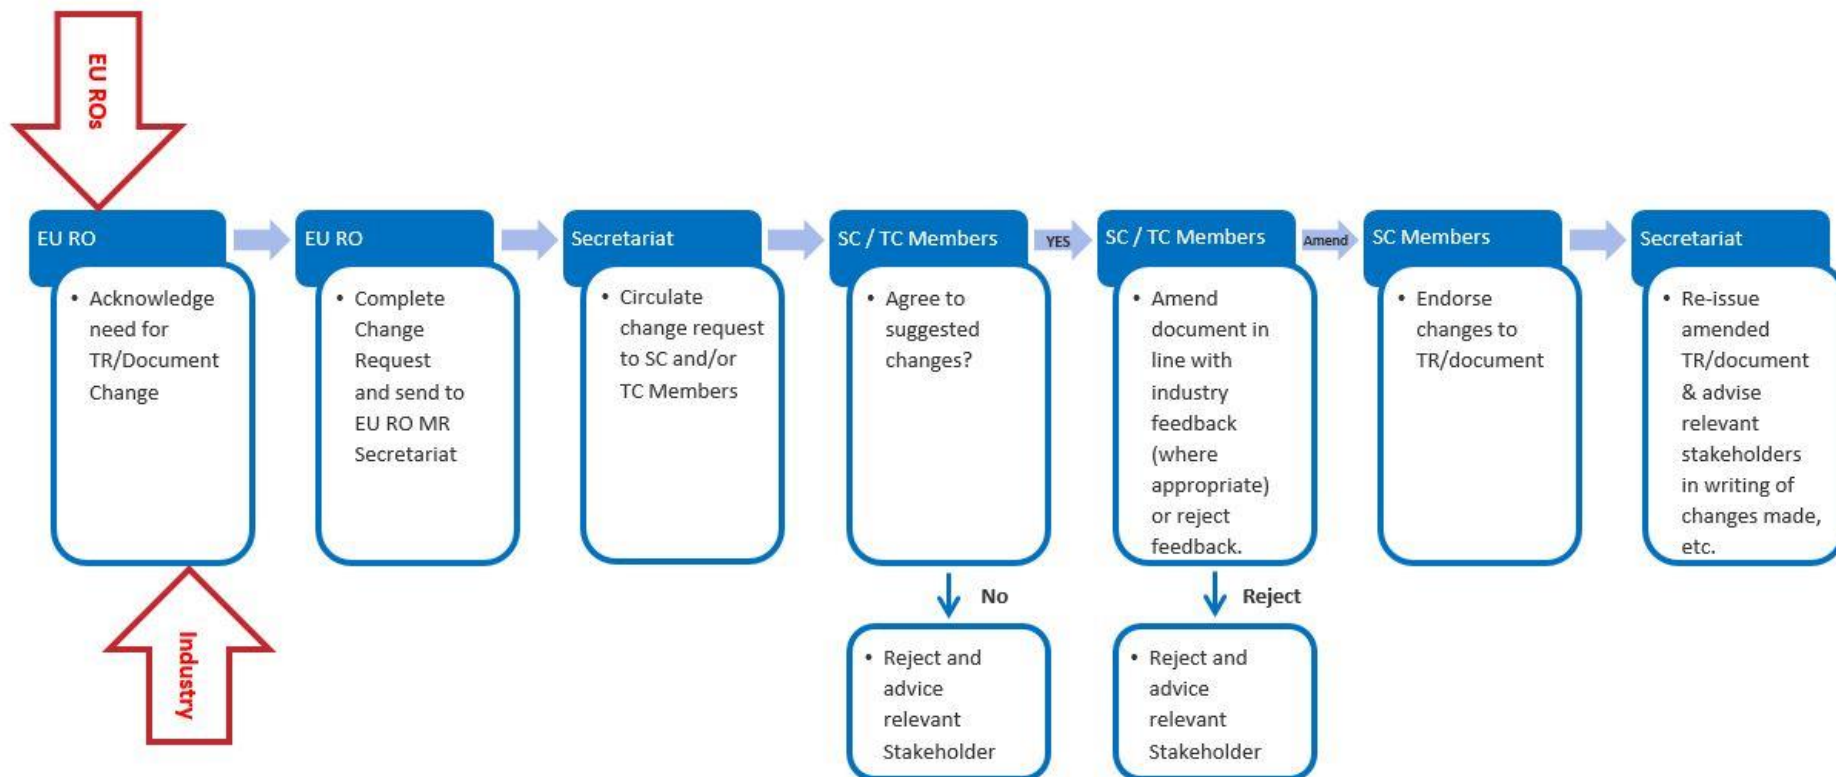 EU ROs
EU RO
• Acknowledge
need for
TR/Document
Change
Industry
EU RO
• Complete
Change
Request
and send to
EU RO MR
Secretariat
Secretariat
• Circulate
change request
to SC and/or
TC Members
SC / TC Members
• Agree to
suggested
changes?
YES
No
• Reject and
advice
relevant
Stakeholder
SC / TC Members
• Amend
document in
line with
industry
feedback
(where
appropriate)
or reject
feedback.
Amend
Reject
• Reject and
advice
relevant
Stakeholder
SC Members
• Endorse
changes to
TR/document
Secretariat
• Re-issue
amended
TR/document
& advise
relevant
stakeholders
in writing of
changes made,
etc.